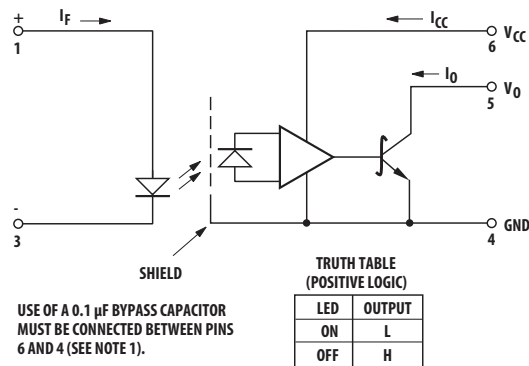 +
1
I_F
I_CC
6
V_CC
I_O
V_O
5
-
3
GND
4
SHIELD
USE OF A 0.1 µF BYPASS CAPACITOR
MUST BE CONNECTED BETWEEN PINS
6 AND 4 (SEE NOTE 1).
TRUTH TABLE
(POSITIVE LOGIC)
LED OUTPUT
ON L
OFF H